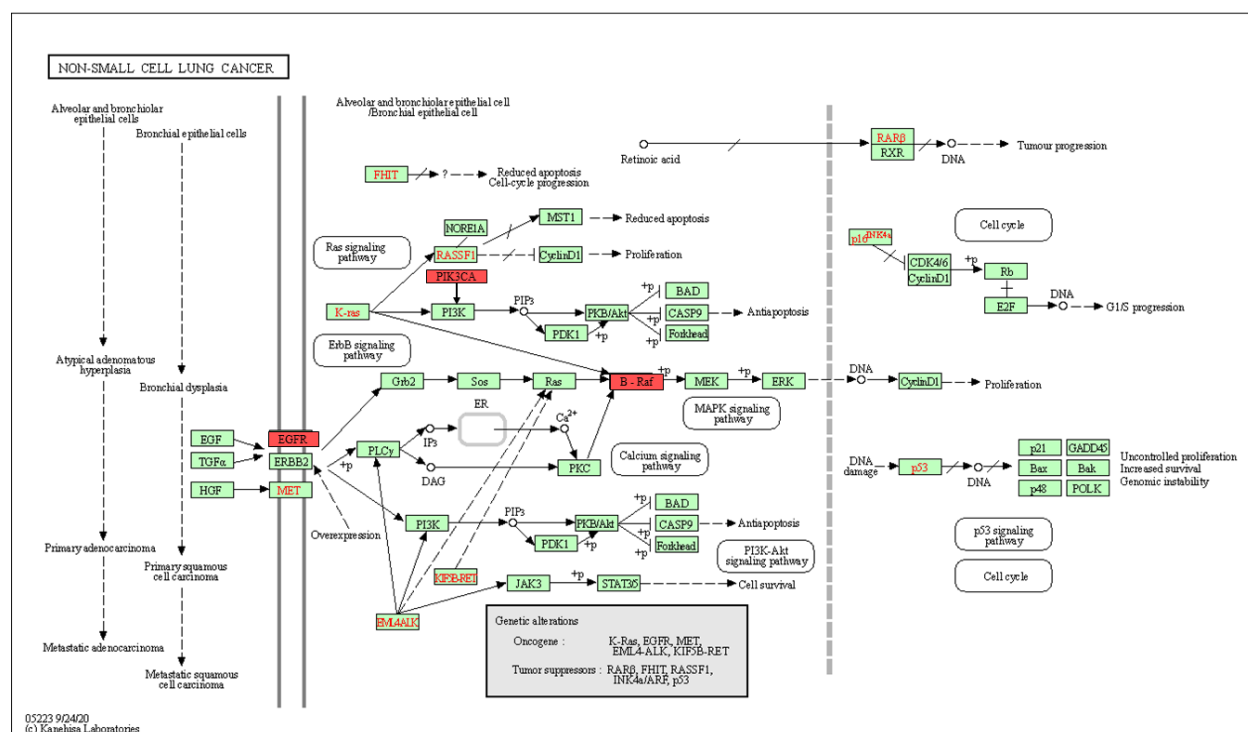 NON-SMALL CELL LUNG CANCER
Alveolar and bronchiolar
epithelial cells
Bronchial epithelial cells
Alveolar and bronchiolar epithelial cell
/Bronchial epithelial cell
Retinoic acid
RARβ
RXR
DNA
Tumour progression
FHIT
?
Reduced apoptosis
Cell-cycle progression
NORE1A
MST1
Reduced apoptosis
Ras signaling
pathway
RASSF1
CyclinD1
Proliferation
p16INK4a
Cell cycle
CDK4/6
CyclinD1
+p
Rb
E2F
DNA
G1/S progression
PIK3CA
K-ras
PI3K
PIP3
PDK1
+p
PKB/Akt
+p
+p
+p
BAD
CASP9
Forkhead
Antiapoptosis
ErbB signaling
pathway
Atypical adenomatous
hyperplasia
Bronchial dysplasia
Grb2
Sos
Ras
B - Raf
+p
MEK
+p
ERK
DNA
CyclinD1
Proliferation
MAPK signaling
pathway
ER
Ca2+
IP3
DAG
PLCγ
+p
PKC
Calcium signaling
pathway
EGF
EGFR
TGFα
ERBB2
HGF
MET
Overexpression
DNA
damage
p53
DNA
p21
GADD45
Bax
Bak
p48
POLK
Uncontrolled proliferation
Increased survival
Genomic instability
p53 signaling
pathway
Cell cycle
PI3K
PIP3
PDK1
+p
PKB/Akt
+p
+p
+p
BAD
CASP9
Forkhead
Antiapoptosis
PI3K-Akt
signaling pathway
KIF5B-RET
JAK3
+p
STAT3/5
Cell survival
EML4ALK
Primary adenocarcinoma
Primary squamous
cell carcinoma
Metastatic adenocarcinoma
Metastatic squamous
cell carcinoma
Genetic alterations
Oncogene : K-Ras, EGFR, MET,
EML4-ALK, KIF5B-RET
Tumor suppressors : RARβ, FHIT, RASSF1,
INK4a/ARF, p53
05223 9/24/20
(c) Kanehisa Laboratories